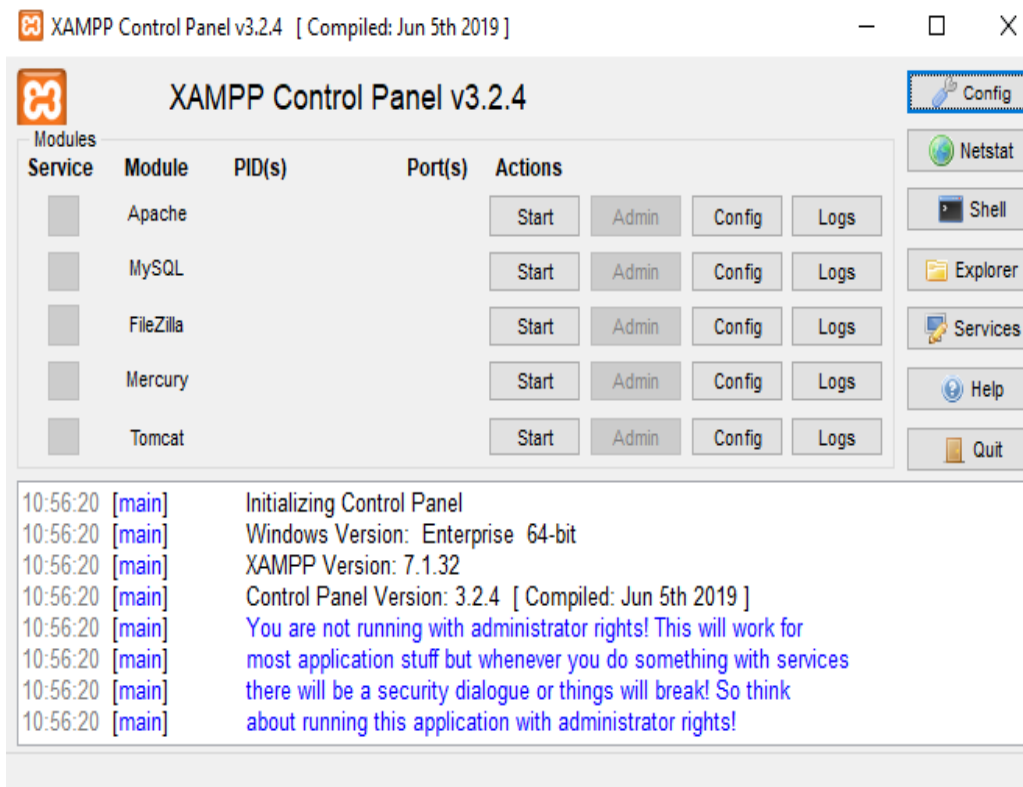 XAMPP Control Panel v3.2.4 [ Compiled: Jun 5th 2019 ]
XAMPP Control Panel v3.2.4
Config
Modules
Service Module PID(s) Port(s) Actions
Netstat
Apache Start Admin Config Logs
Shell
MySQL Start Admin Config Logs
Explorer
FileZilla Start Admin Config Logs
Services
Mercury Start Admin Config Logs
Help
Tomcat Start Admin Config Logs
Quit
10:56:20 [main] Initializing Control Panel
10:56:20 [main] Windows Version: Enterprise 64-bit
10:56:20 [main] XAMPP Version: 7.1.32
10:56:20 [main] Control Panel Version: 3.2.4 [ Compiled: Jun 5th 2019 ]
10:56:20 [main] You are not running with administrator rights! This will work for
10:56:20 [main] most application stuff but whenever you do something with services
10:56:20 [main] there will be a security dialogue or things will break! So think
10:56:20 [main] about running this application with administrator rights!